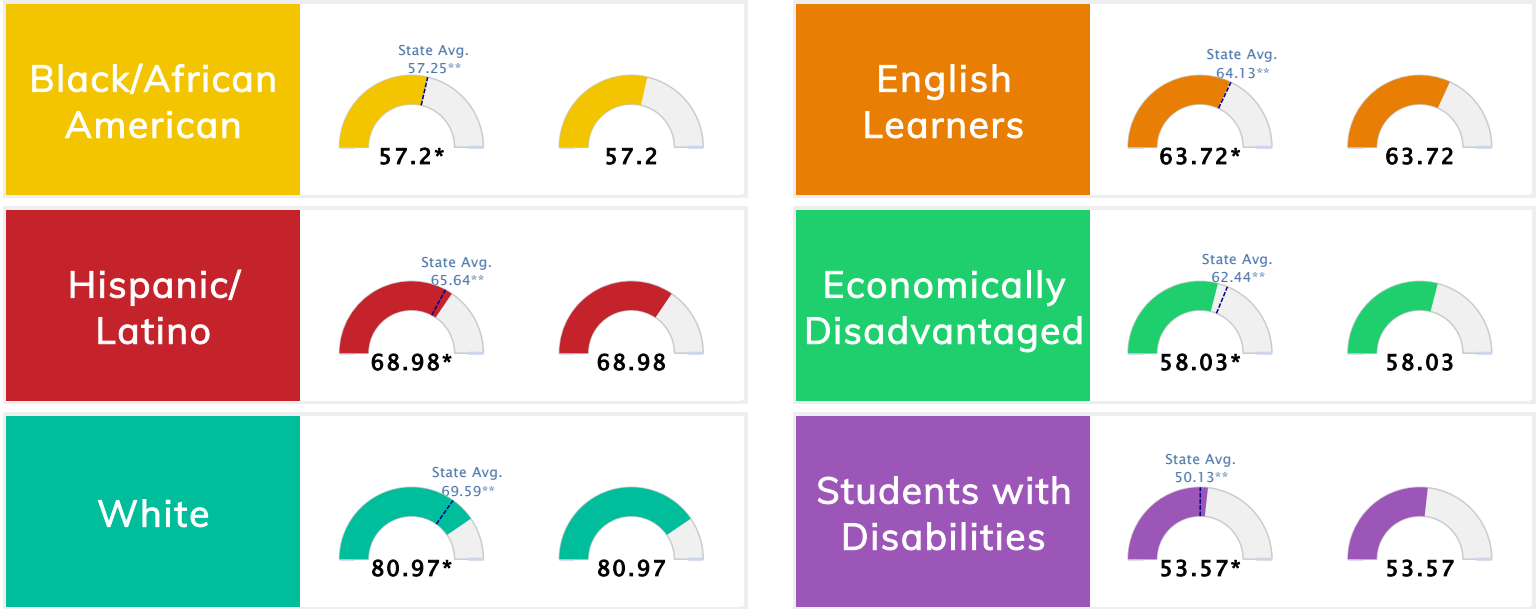 Black/African
American
State Avg.
57.25**
57.2*
57.2
English
Learners
State Avg.
64.13**
63.72*
63.72
Hispanic/
Latino
State Avg.
65.64**
68.98*
68.98
Economically
Disadvantaged
State Avg.
62.44**
58.03*
58.03
White
State Avg.
69.59**
80.97*
80.97
Students with
Disabilities
State Avg.
50.13**
53.57*
53.57